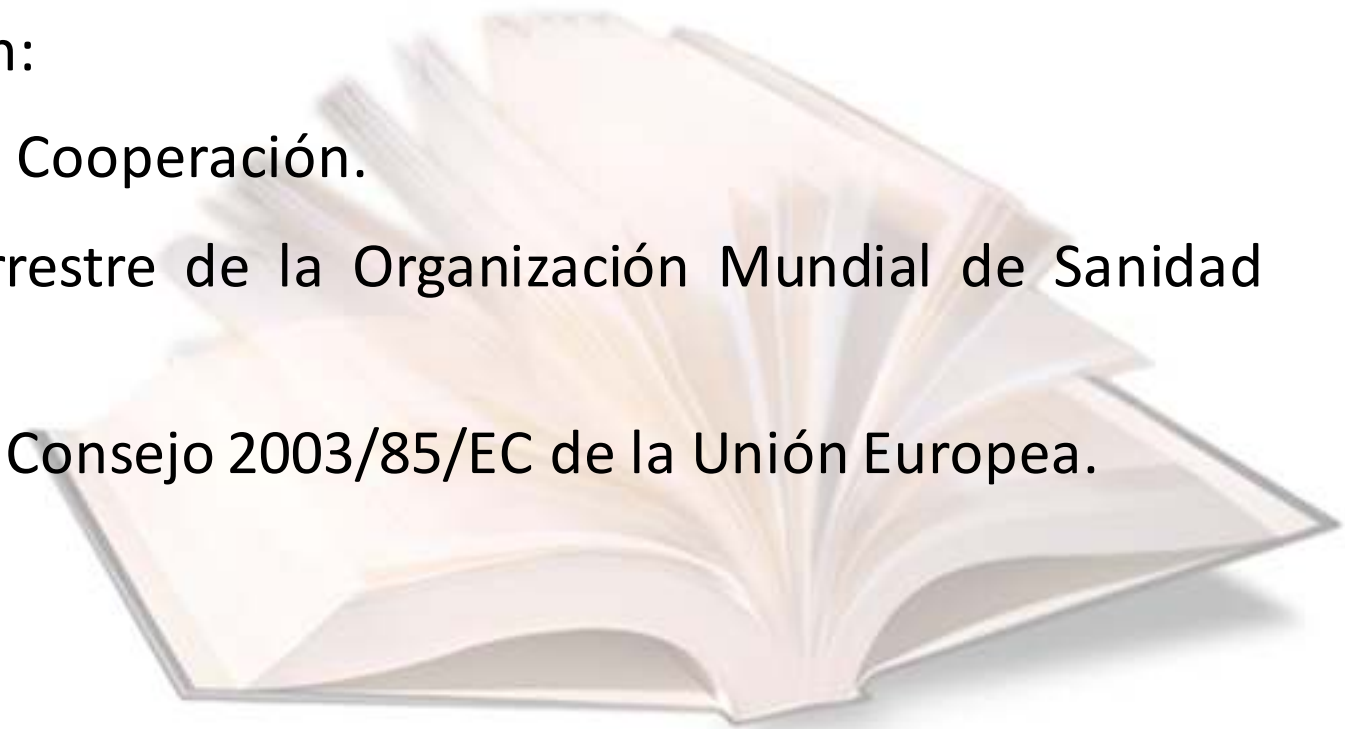 n:
Cooperación.
rrestre de la Organización Mundial de Sanidad
Consejo 2003/85/EC de la Unión Europea.